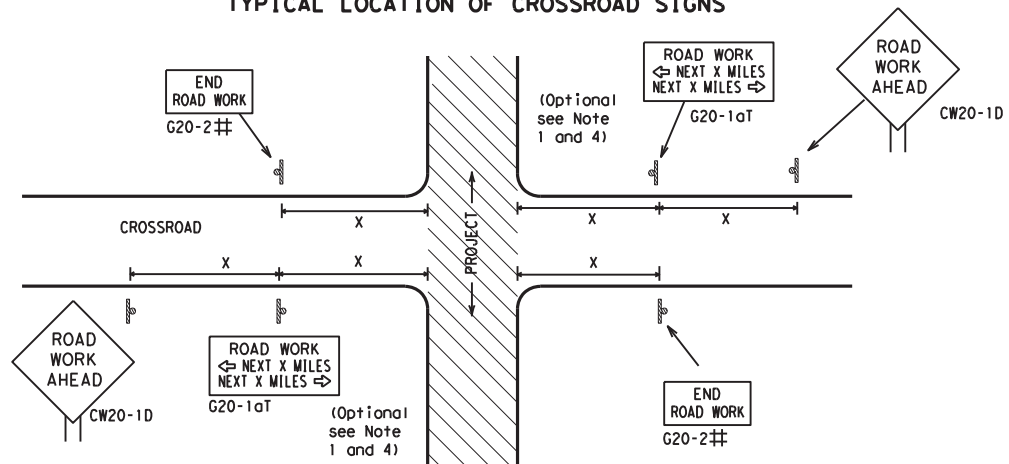 TYPICAL LOCATION OF CROSSROAD SIGNS
END
ROAD WORK
G20-2⌗
(Optional
see Note
1 and 4)
ROAD WORK
⇦ NEXT X MILES
NEXT X MILES ⇨
G20-1aT
ROAD
WORK
AHEAD
CW20-1D
X
X
X
CROSSROAD
PROJECT
X
X
X
ROAD
WORK
AHEAD
CW20-1D
ROAD WORK
⇦ NEXT X MILES
NEXT X MILES ⇨
G20-1aT
(Optional
see Note
1 and 4)
END
ROAD WORK
G20-2⌗